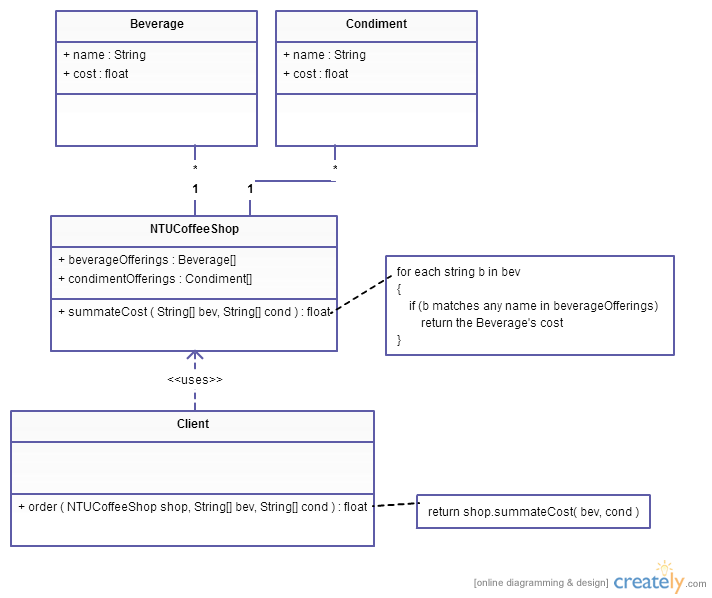 Beverage
+ name : String
+ cost : float
Condiment
+ name : String
+ cost : float
*
*
1
1
NTUCoffeeShop
+ beverageOfferings : Beverage[]
+ condimentOfferings : Condiment[]
+ summateCost ( String[] bev, String[] cond ) : float
for each string b in bev
{
if (b matches any name in beverageOfferings)
return the Beverage's cost
}
<<uses>>
Client
+ order ( NTUCoffeeShop shop, String[] bev, String[] cond ) : float
return shop.summateCost( bev, cond )
[online diagramming & design] creately.com